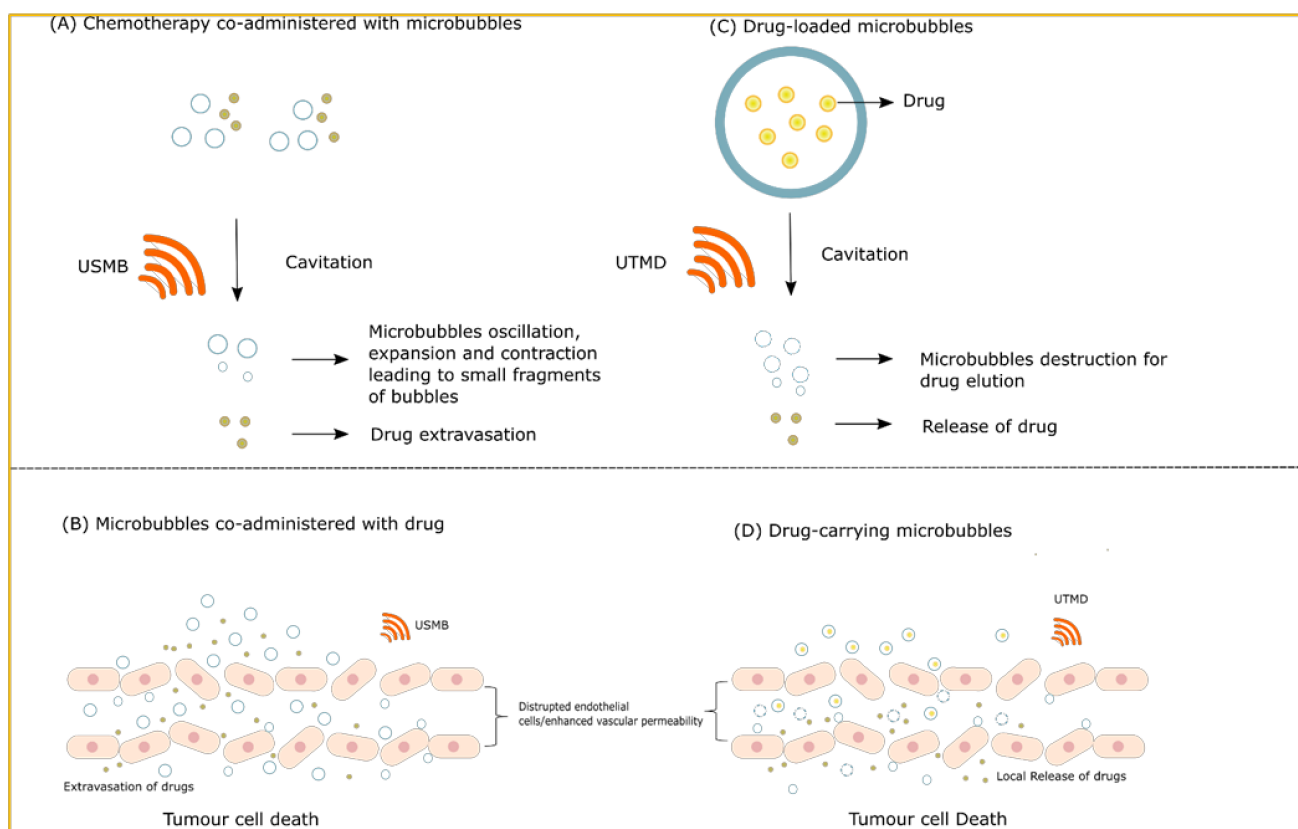 (A) Chemotherapy co-administered with microbubbles
USMB
Cavitation
Microbubbles oscillation,
expansion and contraction
leading to small fragments
of bubbles
Drug extravasation
(C) Drug-loaded microbubbles
Drug
UTMD
Cavitation
Microbubbles destruction for
drug elution
Release of drug
(B) Microbubbles co-administered with drug
USMB
Disrupted endothelial
cells/enhanced vascular permeability
Extravasation of drugs
Tumour cell death
(D) Drug-carrying microbubbles
UTMD
Local Release of drugs
Tumour cell Death